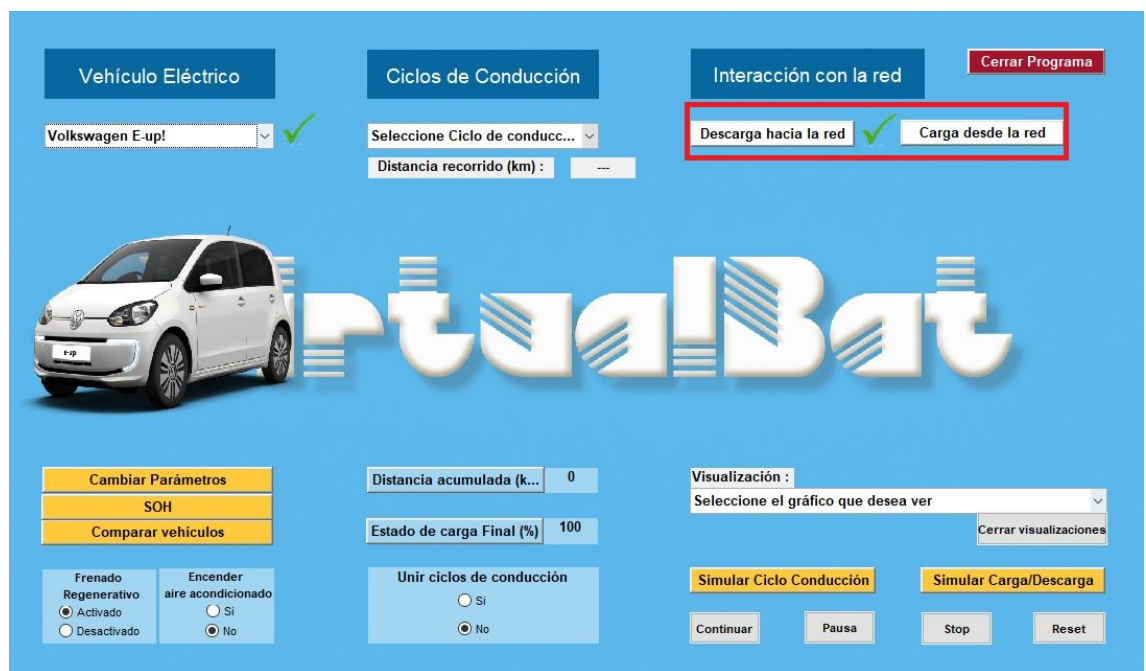 Vehículo Eléctrico
Ciclos de Conducción
Interacción con la red
Cerrar Programa
Volkswagen E-up!
Seleccione Ciclo de conducc...
Descarga hacia la red
Carga desde la red
Distancia recorrido (km) :
---
irtualBat
e-up!
Cambiar Parámetros
SOH
Comparar vehículos
Distancia acumulada (k...
0
Estado de carga Final (%)
100
Visualización :
Seleccione el gráfico que desea ver
Cerrar visualizaciones
Frenado
Regenerativo
Activado
Desactivado
Encender
aire acondicionado
Si
No
Unir ciclos de conducción
Si
No
Simular Ciclo Conducción
Simular Carga/Descarga
Continuar
Pausa
Stop
Reset